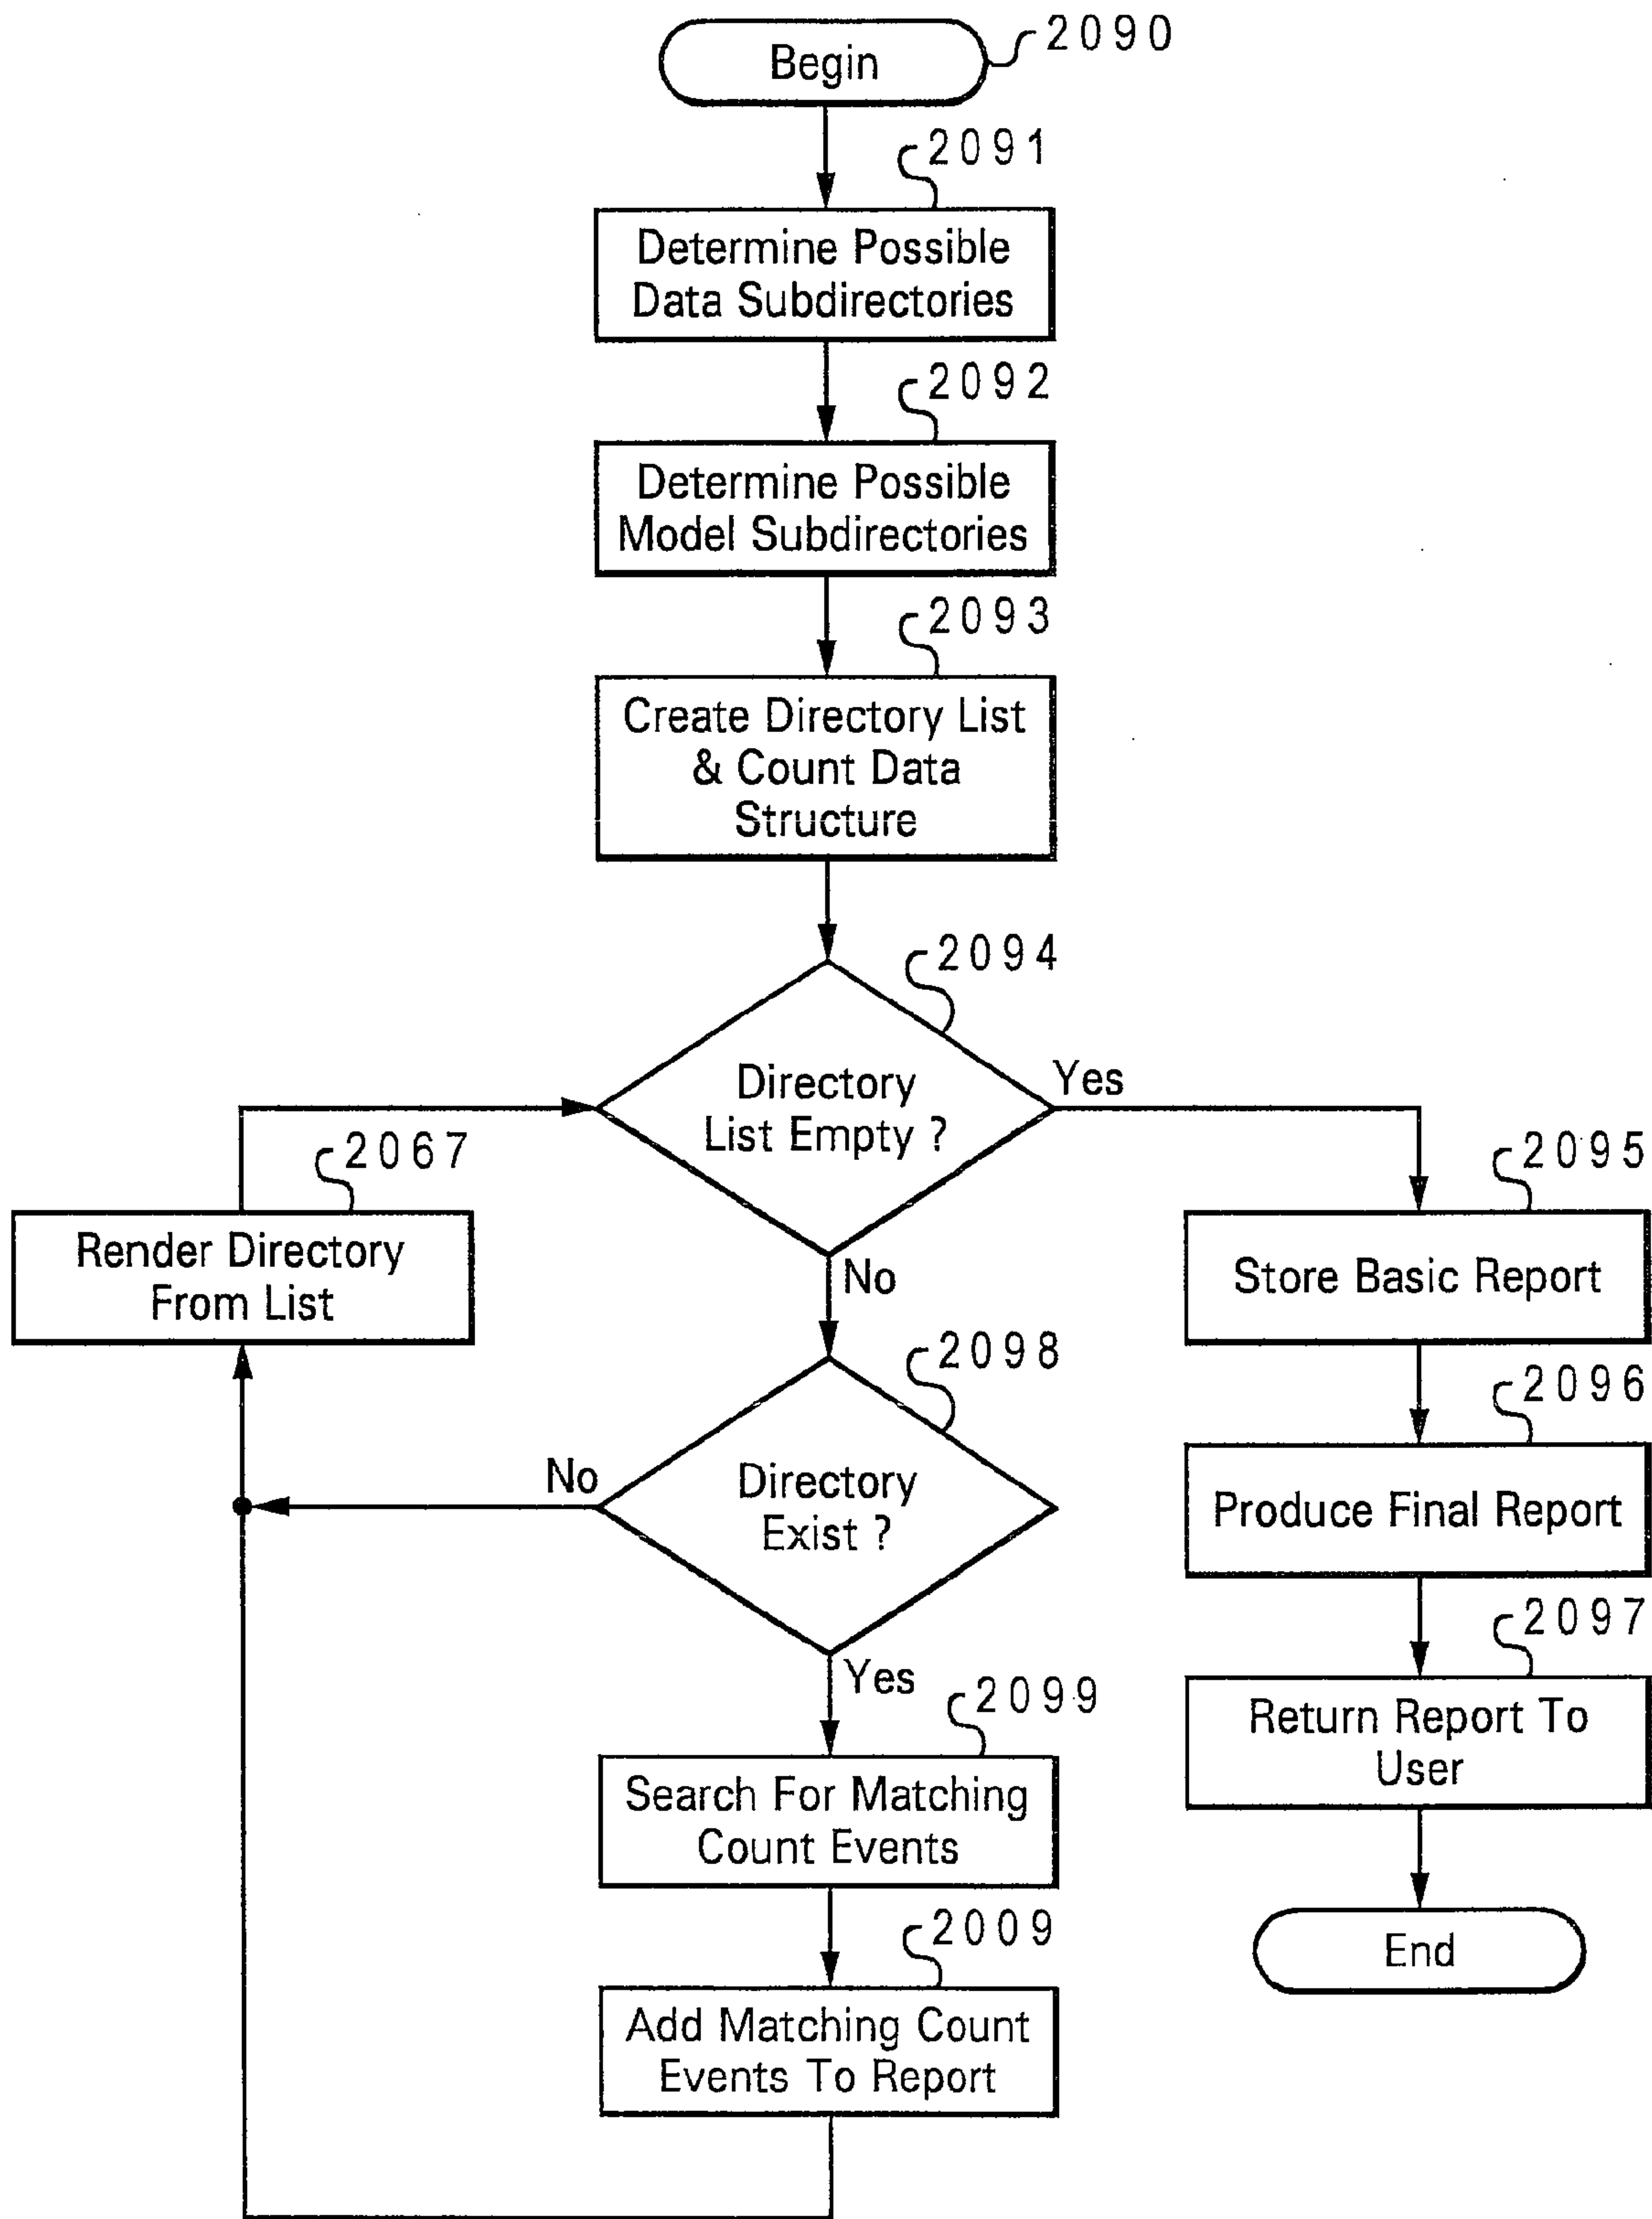 Begin
2090
2091
Determine Possible
Data Subdirectories
2092
Determine Possible
Model Subdirectories
2093
Create Directory List
& Count Data
Structure
2094
Directory
List Empty ?
Yes
No
2067
Render Directory
From List
2095
Store Basic Report
2098
Directory
Exist ?
No
Yes
2096
Produce Final Report
2097
Return Report To
User
End
2099
Search For Matching
Count Events
2009
Add Matching Count
Events To Report